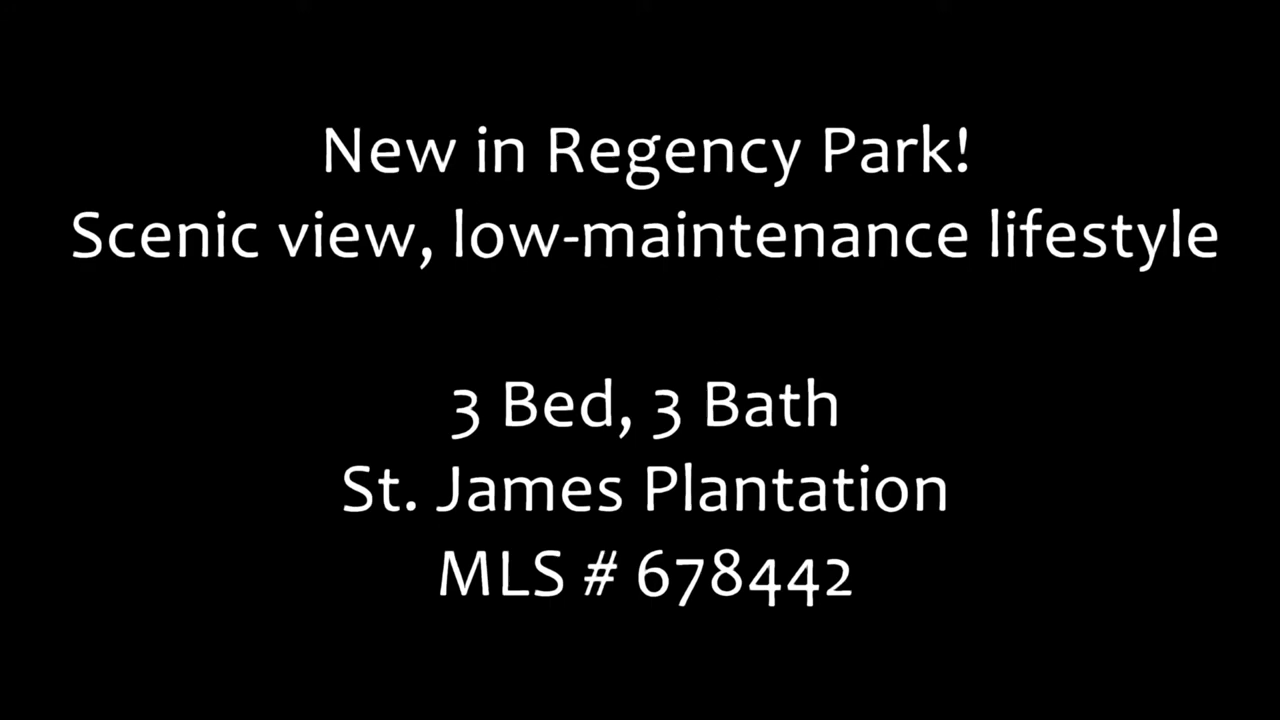 New in Regency Park!
Scenic view, low-maintenance lifestyle
3 Bed, 3 Bath
St. James Plantation
MLS # 678442